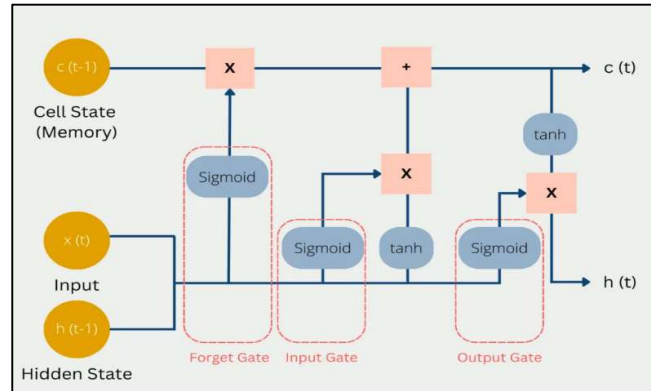 c (t-1)
X
+
c (t)
Cell State
(Memory)
tanh
Sigmoid
X
X
x (t)
Sigmoid
tanh
Sigmoid
Input
h (t)
h (t-1)
Forget Gate
Input Gate
Output Gate
Hidden State